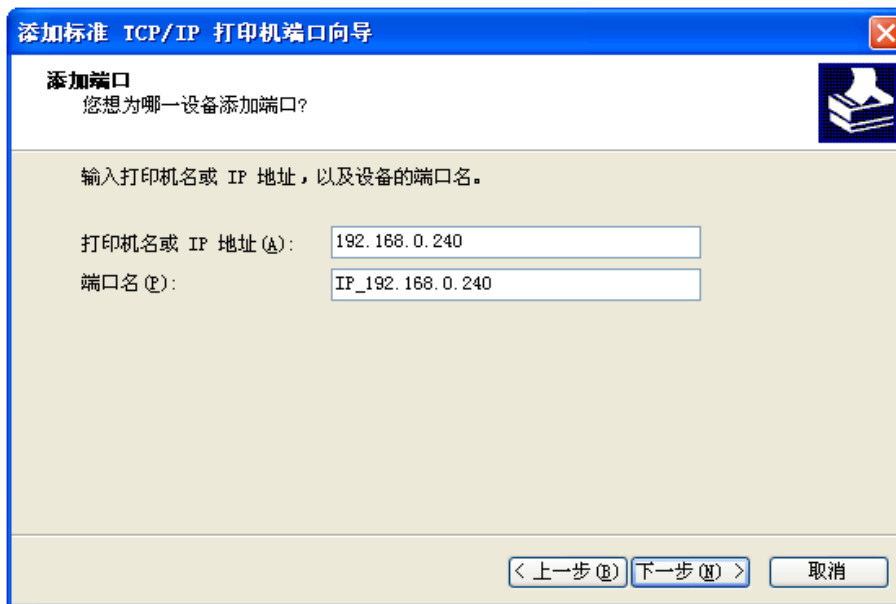 添加标准 TCP/IP 打印机端口向导
添加端口
您想为哪一设备添加端口?
输入打印机名或 IP 地址，以及设备的端口名。
打印机名或 IP 地址(A): 192.168.0.240
端口名(P): IP_192.168.0.240
< 上一步(B) 下一步(N) > 取消